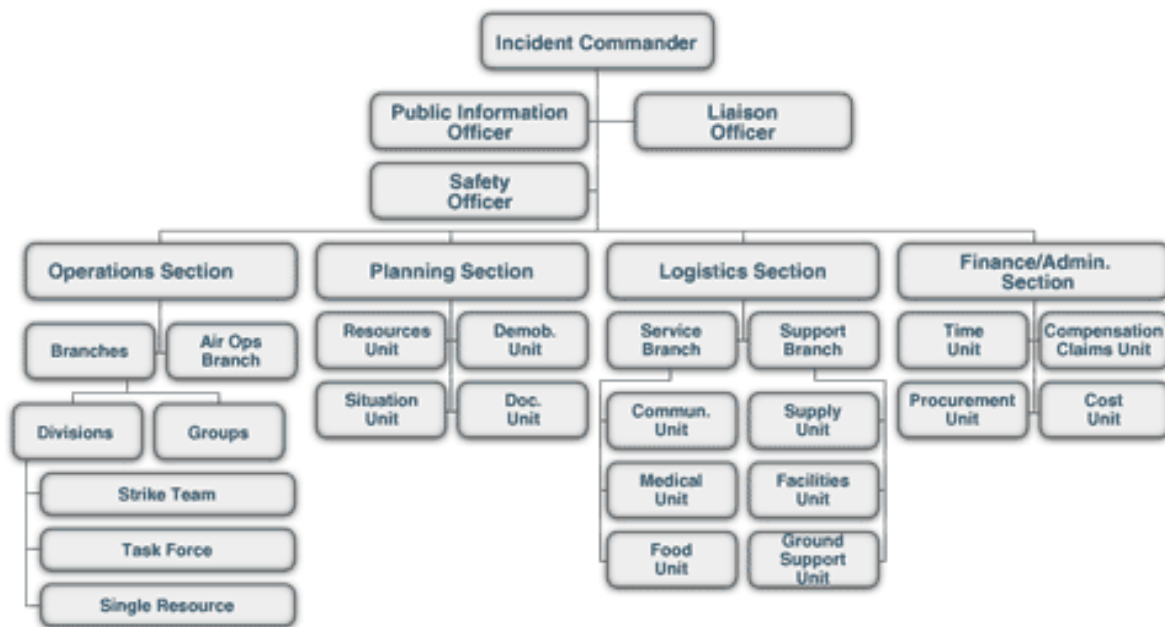 Incident Commander
Public Information
Officer
Liaison
Officer
Safety
Officer
Operations Section
Planning Section
Logistics Section
Finance/Admin.
Section
Branches
Air Ops
Branch
Resources
Unit
Demob.
Unit
Service
Branch
Support
Branch
Time
Unit
Compensation
Claims Unit
Divisions
Groups
Situation
Unit
Doc.
Unit
Commun.
Unit
Supply
Unit
Procurement
Unit
Cost
Unit
Strike Team
Medical
Unit
Facilities
Unit
Task Force
Food
Unit
Ground
Support
Unit
Single Resource